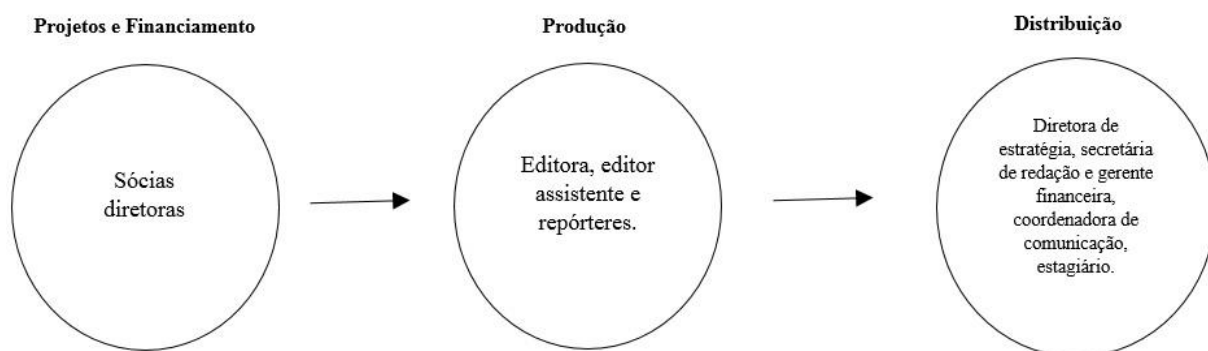 Projetos e Financiamento
Produção
Distribuição
Sócias
diretoras
Editora, editor
assistente e
repórteres.
Diretora de
estratégia, secretária
de redação e gerente
financeira,
coordenadora de
comunicação,
estagiário.